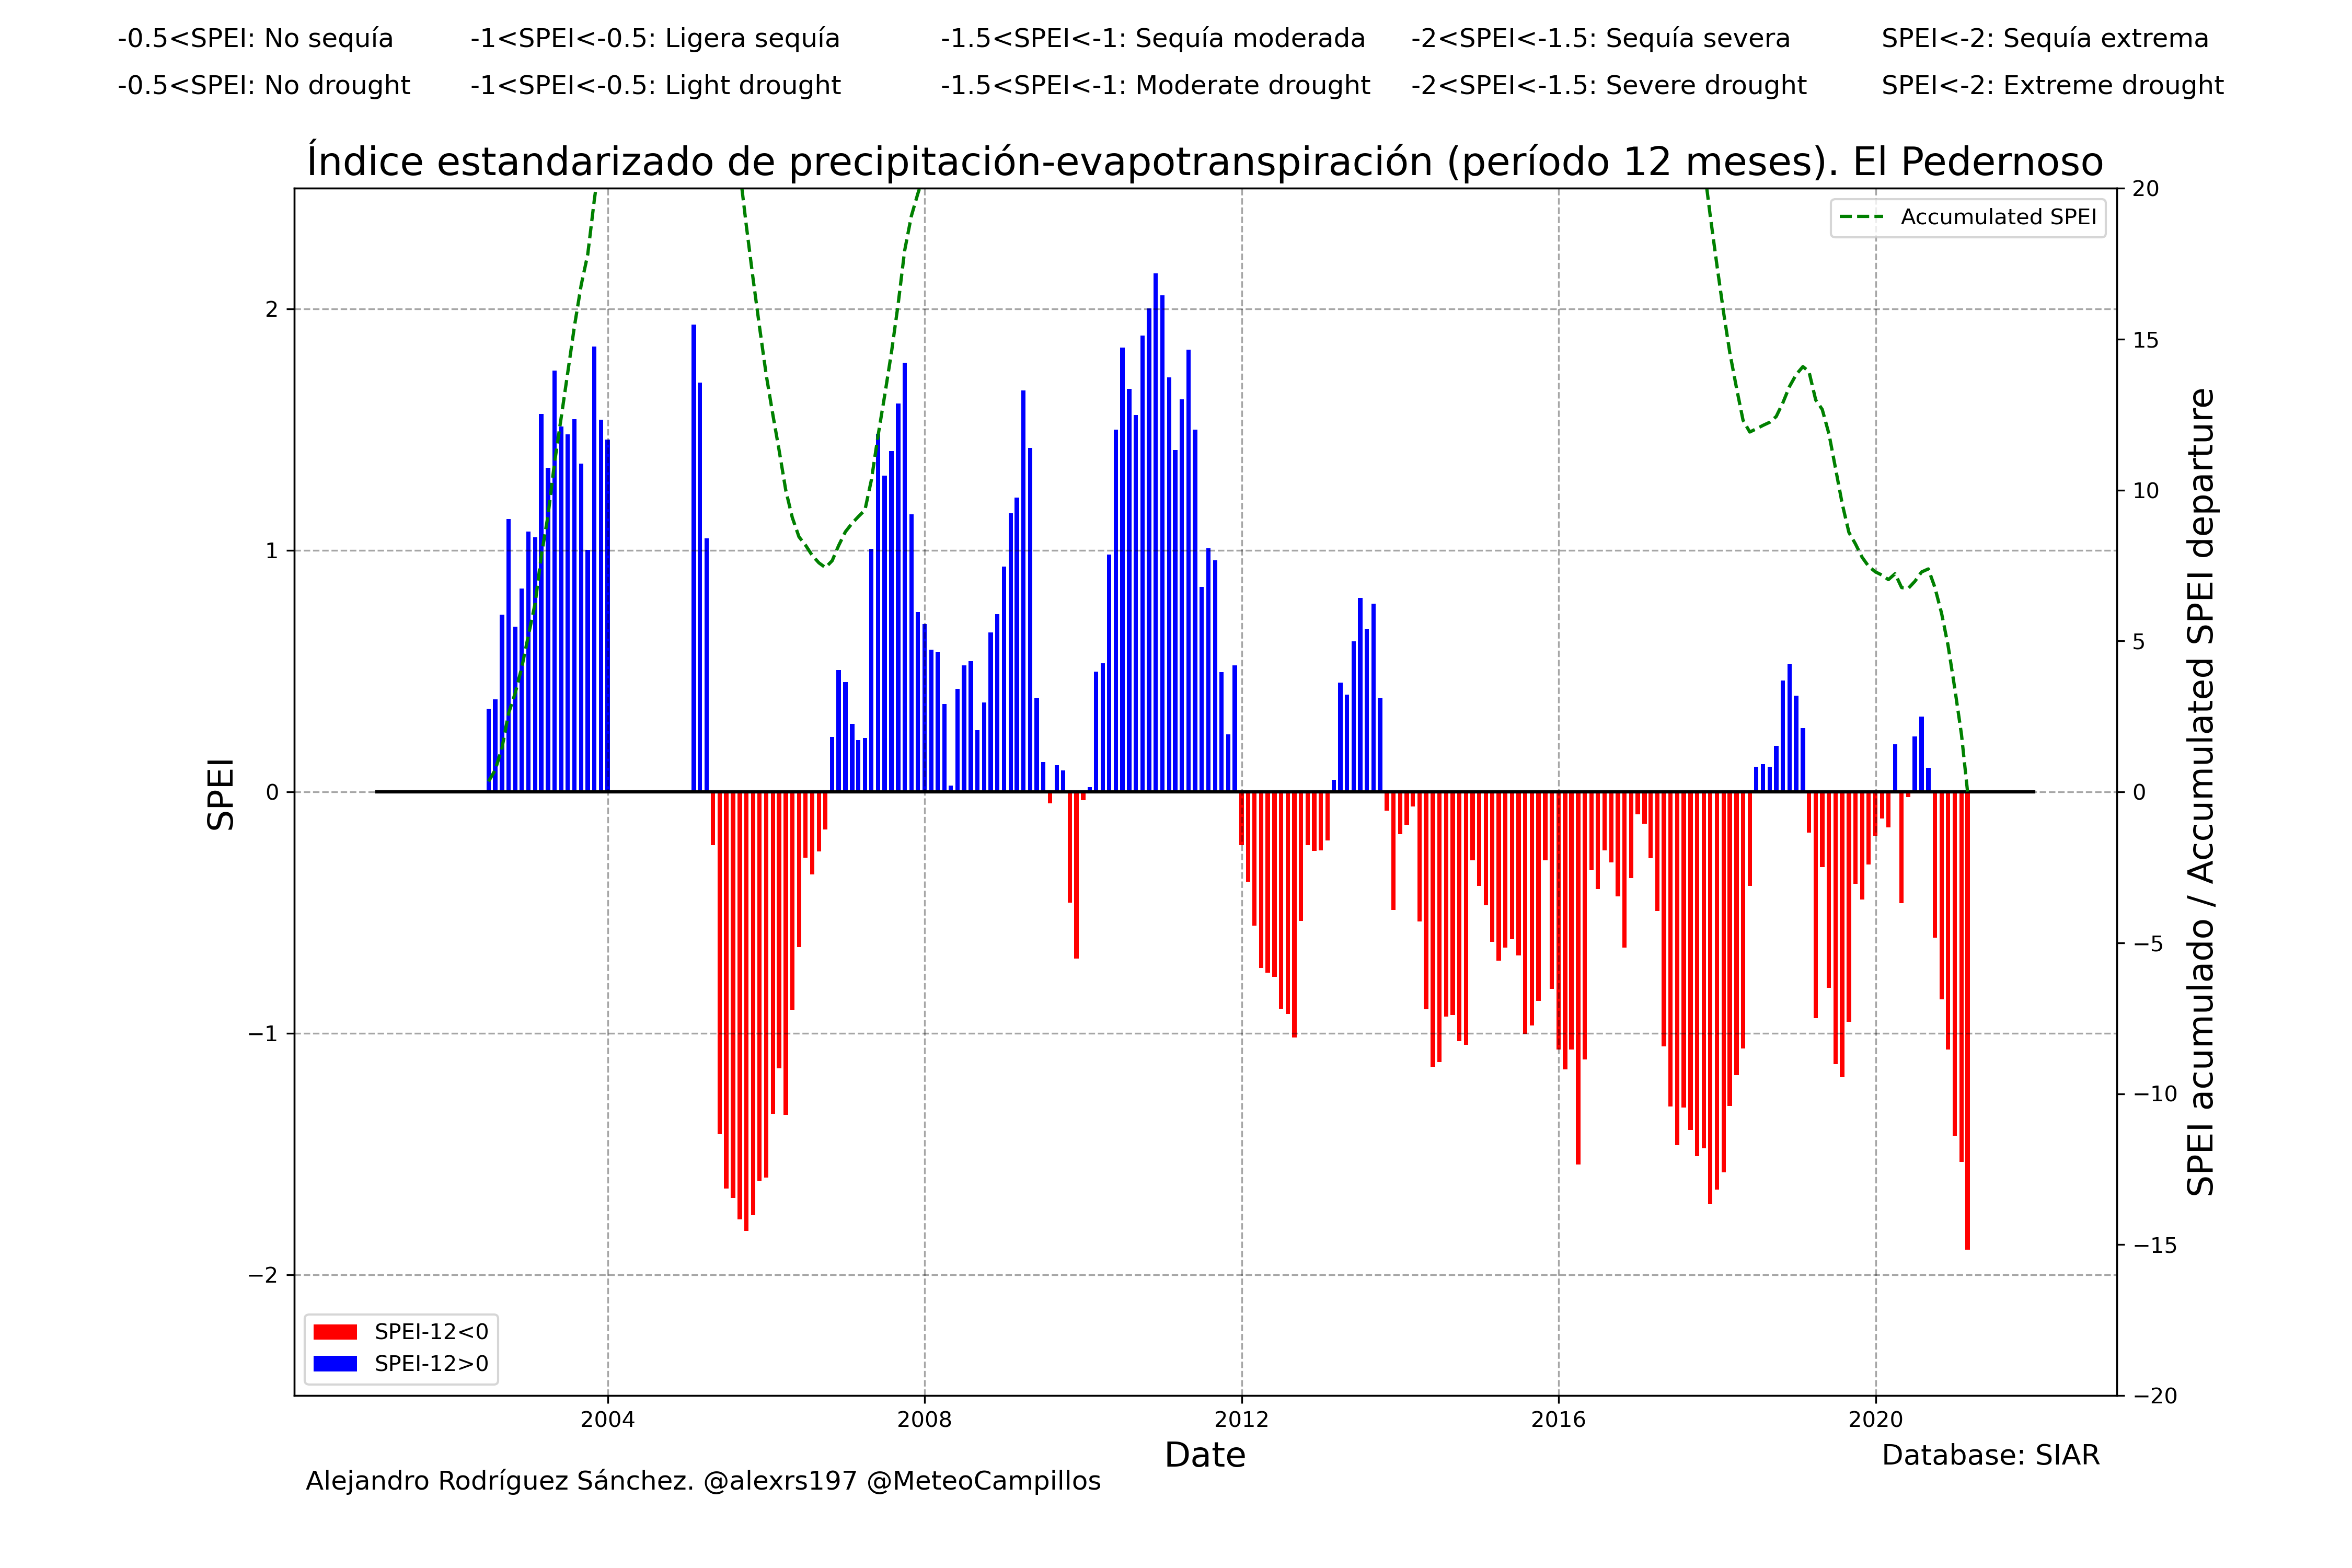 -0.5<SPEI: No sequía -1<SPEI<-0.5: Ligera sequía -1.5<SPEI<-1: Sequía moderada -2<SPEI<-1.5: Sequía severa SPEI<-2: Sequía extrema
-0.5<SPEI: No drought -1<SPEI<-0.5: Light drought -1.5<SPEI<-1: Moderate drought -2<SPEI<-1.5: Severe drought SPEI<-2: Extreme drought
Índice estandarizado de precipitación-evapotranspiración (período 12 meses). El Pedernoso
Accumulated SPEI
SPEI
2
1
0
−1
−2
20
15
10
5
0
−5
−10
−15
−20
SPEI acumulado / Accumulated SPEI departure
SPEI-12<0
SPEI-12>0
2004 2008 2012 2016 2020
Date
Database: SIAR
Alejandro Rodríguez Sánchez. @alexrs197 @MeteoCampillos